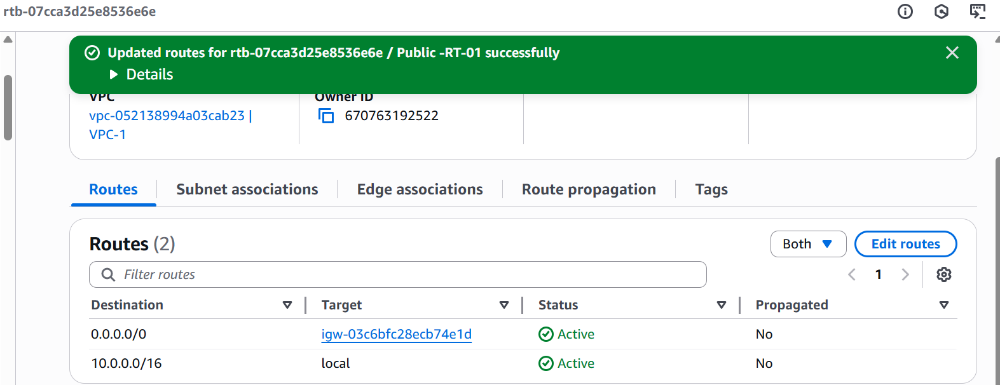 rtb-07cca3d25e8536e6e
Updated routes for rtb-07cca3d25e8536e6e / Public -RT-01 successfully
Details
VPC
Owner ID
vpc-052138994a03cab23 |
VPC-1
670763192522
Routes
Subnet associations
Edge associations
Route propagation
Tags
Routes (2)
Both
Edit routes
Filter routes
1
Destination
Target
Status
Propagated
0.0.0.0/0
igw-03c6bfc28ecb74e1d
Active
No
10.0.0.0/16
local
Active
No